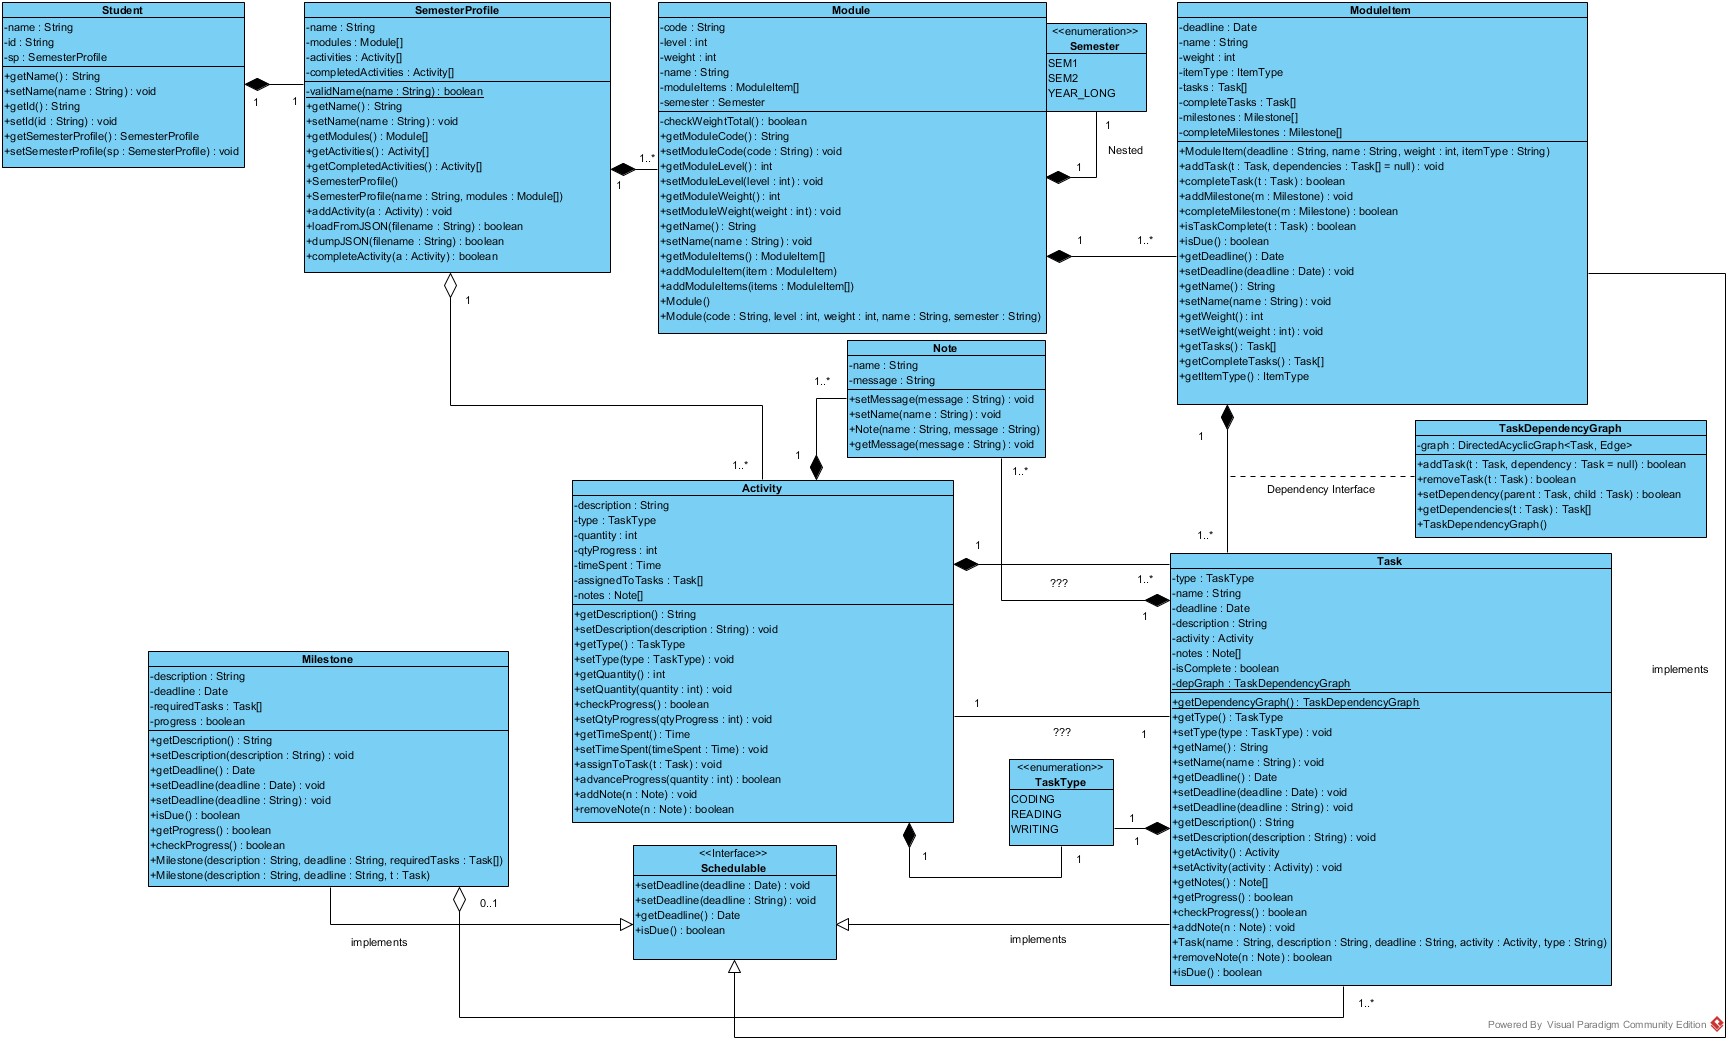 Student
-name : String
-id : String
-sp : SemesterProfile
+getName() : String
+setName(name : String) : void
+getId() : String
+setId(id : String) : void
+getSemesterProfile() : SemesterProfile
+setSemesterProfile(sp : SemesterProfile) : void
1
1
SemesterProfile
-name : String
-modules : Module[]
-activities : Activity[]
-completedActivities : Activity[]
-validName(name : String) : boolean
+getName() : String
+setName(name : String) : void
+getModules() : Module[]
+getActivities() : Activity[]
+getCompletedActivities() : Activity[]
+SemesterProfile()
+SemesterProfile(name : String, modules : Module[])
+addActivity(a : Activity) : void
+loadFromJSON(filename : String) : boolean
+dumpJSON(filename : String) : boolean
+completeActivity(a : Activity) : boolean
1..*
1
1
Module
-code : String
-level : int
-weight : int
-name : String
-moduleItems : ModuleItem[]
-semester : Semester
-checkWeightTotal() : boolean
+getModuleCode() : String
+setModuleCode(code : String) : void
+getModuleLevel() : int
+setModuleLevel(level : int) : void
+getModuleWeight() : int
+setModuleWeight(weight : int) : void
+getName() : String
+setName(name : String) : void
+getModuleItems() : ModuleItem[]
+addModuleItem(item : ModuleItem)
+addModuleItems(items : ModuleItem[])
+Module()
+Module(code : String, level : int, weight : int, name : String, semester : String)
<<enumeration>>
Semester
SEM1
SEM2
YEAR_LONG
1
Nested
1
1
1..*
ModuleItem
-deadline : Date
-name : String
-weight : int
-itemType : ItemType
-tasks : Task[]
-completeTasks : Task[]
-milestones : Milestone[]
-completeMilestones : Milestone[]
+ModuleItem(deadline : String, name : String, weight : int, itemType : String)
+addTask(t : Task, dependencies : Task[] = null) : void
+completeTask(t : Task) : boolean
+addMilestone(m : Milestone) : void
+completeMilestone(m : Milestone) : boolean
+isTaskComplete(t : Task) : boolean
+isDue() : boolean
+getDeadline() : Date
+setDeadline(deadline : Date) : void
+getName() : String
+setName(name : String) : void
+getWeight() : int
+setWeight(weight : int) : void
+getTasks() : Task[]
+getCompleteTasks() : Task[]
+getItemType() : ItemType
Note
-name : String
-message : String
+setMessage(message : String) : void
+setName(name : String) : void
+Note(name : String, message : String)
+getMessage(message : String) : void
1..*
1
1..*
1..*
1
TaskDependencyGraph
-graph : DirectedAcyclicGraph<Task, Edge>
+addTask(t : Task, dependency : Task = null) : boolean
+removeTask(t : Task) : boolean
+setDependency(parent : Task, child : Task) : boolean
+getDependencies(t : Task) : Task[]
+TaskDependencyGraph()
Dependency Interface
1..*
Activity
-description : String
-type : TaskType
-quantity : int
-qtyProgress : int
-timeSpent : Time
-assignedToTasks : Task[]
-notes : Note[]
+getDescription() : String
+setDescription(description : String) : void
+getType() : TaskType
+setType(type : TaskType) : void
+getQuantity() : int
+setQuantity(quantity : int) : void
+checkProgress() : boolean
+setQtyProgress(qtyProgress : int) : void
+getTimeSpent() : Time
+setTimeSpent(timeSpent : Time) : void
+assignToTask(t : Task) : void
+advanceProgress(quantity : int) : boolean
+addNote(n : Note) : void
+removeNote(n : Note) : boolean
1
1..*
???
1
1
???
1
<<enumeration>>
TaskType
CODING
READING
WRITING
1
1
1
1
Task
-type : TaskType
-name : String
-deadline : Date
-description : String
-activity : Activity
-notes : Note[]
-isComplete : boolean
-depGraph : TaskDependencyGraph
+getDependencyGraph() : TaskDependencyGraph
+getType() : TaskType
+setType(type : TaskType) : void
+getName() : String
+setName(name : String) : void
+getDeadline() : Date
+setDeadline(deadline : Date) : void
+setDeadline(deadline : String) : void
+getDescription() : String
+setDescription(description : String) : void
+getActivity() : Activity
+setActivity(activity : Activity) : void
+getNotes() : Note[]
+getProgress() : boolean
+checkProgress() : boolean
+addNote(n : Note) : void
+Task(name : String, description : String, deadline : String, activity : Activity, type : String)
+removeNote(n : Note) : boolean
+isDue() : boolean
implements
Milestone
-description : String
-deadline : Date
-requiredTasks : Task[]
-progress : boolean
+getDescription() : String
+setDescription(description : String) : void
+getDeadline() : Date
+setDeadline(deadline : Date) : void
+setDeadline(deadline : String) : void
+isDue() : boolean
+getProgress() : boolean
+checkProgress() : boolean
+Milestone(description : String, deadline : String, requiredTasks : Task[])
+Milestone(description : String, deadline : String, t : Task)
0..1
implements
<<Interface>>
Schedulable
+setDeadline(deadline : Date) : void
+setDeadline(deadline : String) : void
+getDeadline() : Date
+isDue() : boolean
implements
1..*
Powered By Visual Paradigm Community Edition